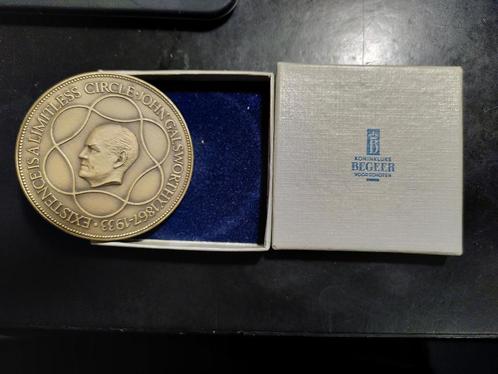 EXISTENCE IS A LIMITLESS CIRCLE · JOHN GALSWORTHY 1867-1933 ·
KONINKLIJKE
BEGEER
VOORSCHOTEN